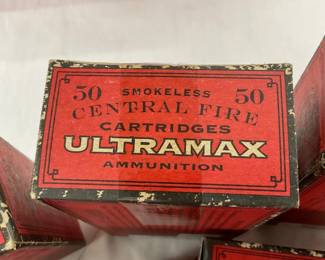 50 SMOKELESS 50
CENTRAL FIRE
CARTRIDGES
ULTRAMAX
AMMUNITION